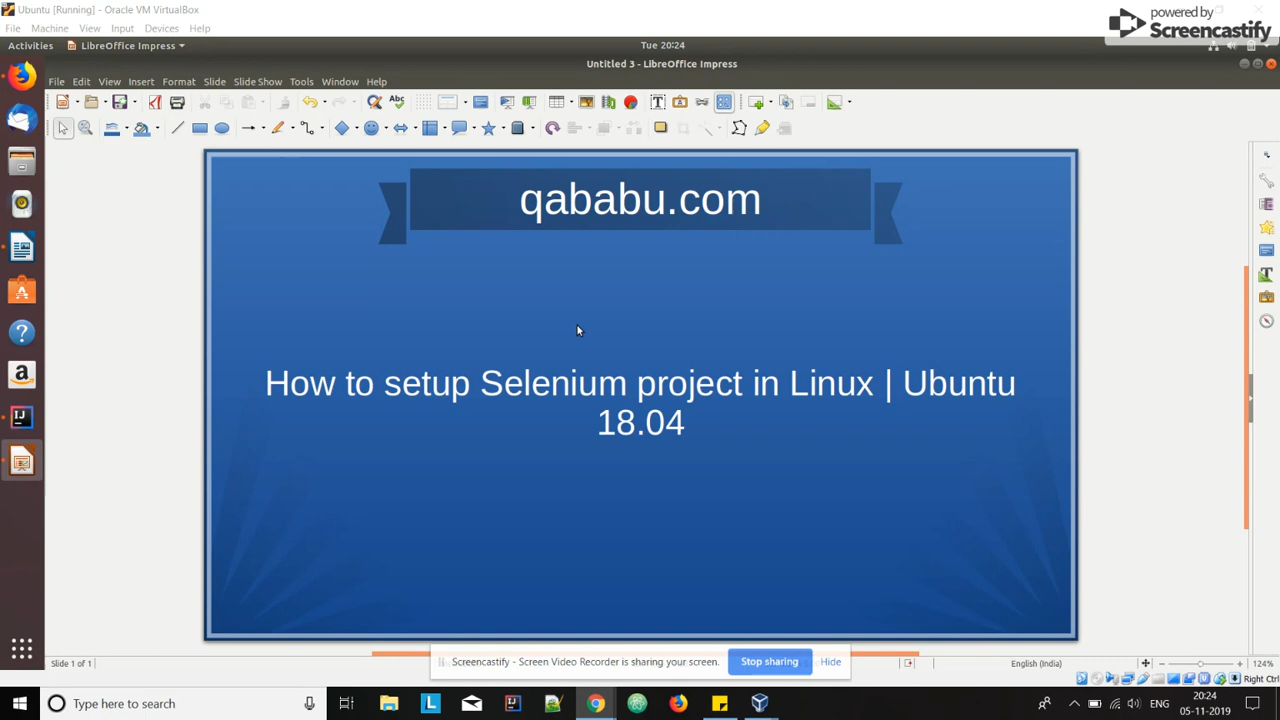 Ubuntu [Running] - Oracle VM VirtualBox
File Machine View Input Devices Help
powered by
Screencastify
Activities LibreOffice Impress Tue 20:24
Untitled 3 - LibreOffice Impress
File Edit View Insert Format Slide Slide Show Tools Window Help
qababu.com
How to setup Selenium project in Linux | Ubuntu
18.04
Screencastify - Screen Video Recorder is sharing your screen. Stop sharing Hide
Slide 1 of 1 English (India) 124%
Right Ctrl
Type here to search ENG 20:24
05-11-2019